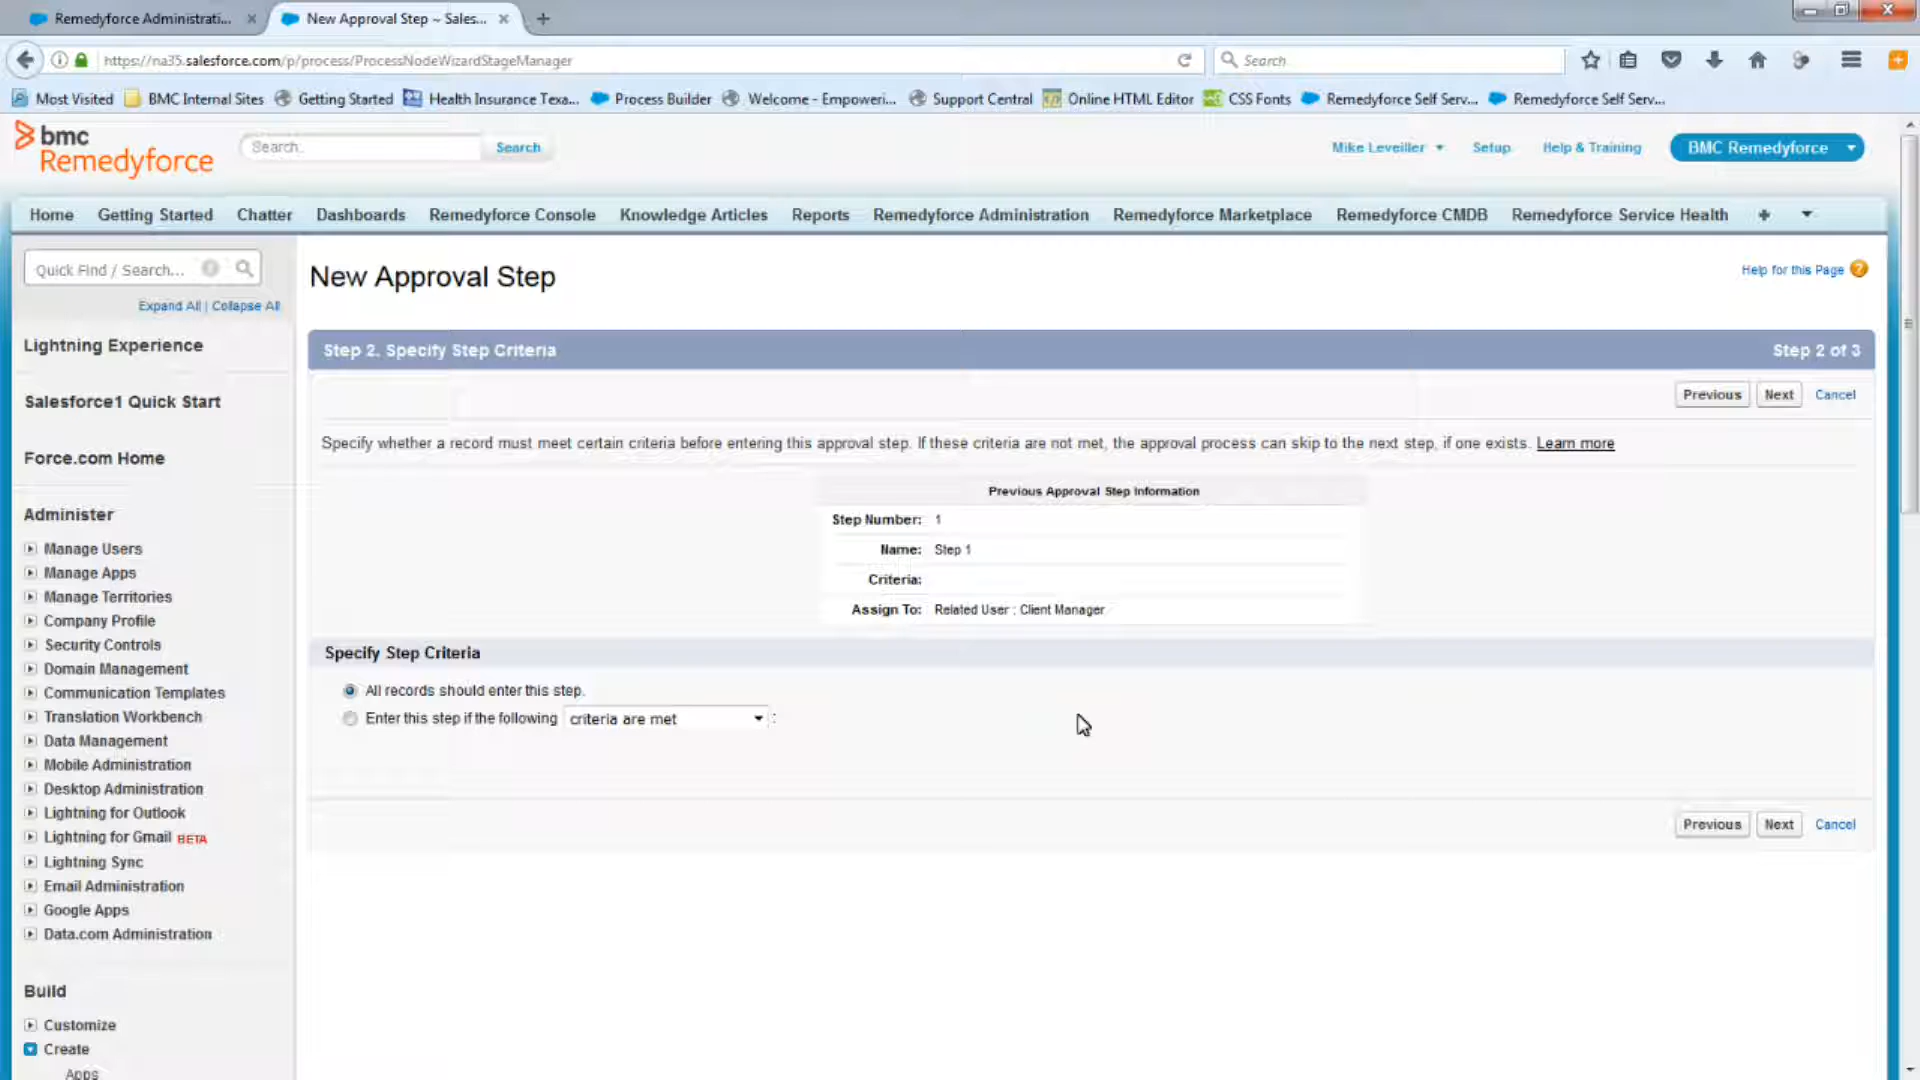 Remedyforce Administrati...
New Approval Step ~ Sales...
https://na35.salesforce.com/p/process/ProcessNodeWizardStageManager
Search
Most Visited BMC Internal Sites Getting Started Health Insurance Texa... Process Builder Welcome - Empoweri... Support Central Online HTML Editor CSS Fonts Remedyforce Self Serv... Remedyforce Self Serv...
bmc
Remedyforce
Search...
Search
Mike Leveiller Setup Help & Training BMC Remedyforce
Home Getting Started Chatter Dashboards Remedyforce Console Knowledge Articles Reports Remedyforce Administration Remedyforce Marketplace Remedyforce CMDB Remedyforce Service Health +
Quick Find / Search...
Expand All | Collapse All
Lightning Experience
Salesforce1 Quick Start
Force.com Home
Administer
Manage Users
Manage Apps
Manage Territories
Company Profile
Security Controls
Domain Management
Communication Templates
Translation Workbench
Data Management
Mobile Administration
Desktop Administration
Lightning for Outlook
Lightning for Gmail BETA
Lightning Sync
Email Administration
Google Apps
Data.com Administration
Build
Customize
Create
Apps
New Approval Step
Help for this Page ?
Step 2. Specify Step Criteria
Step 2 of 3
Previous Next Cancel
Specify whether a record must meet certain criteria before entering this approval step. If these criteria are not met, the approval process can skip to the next step, if one exists. Learn more
Previous Approval Step Information
Step Number: 1
Name: Step 1
Criteria:
Assign To: Related User : Client Manager
Specify Step Criteria
All records should enter this step.
Enter this step if the following criteria are met :
Previous Next Cancel